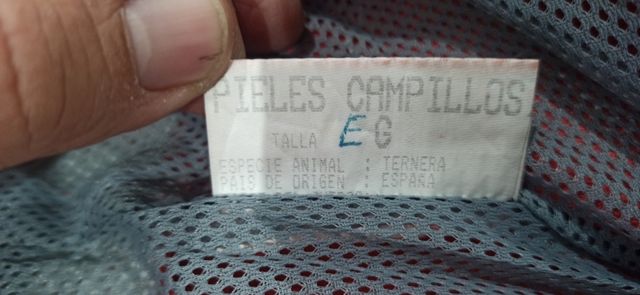 PIELES CAMPILLOS
TALLA EG
ESPECIE ANIMAL : TERNERA
PAIS DE ORIGEN : ESPAÑA